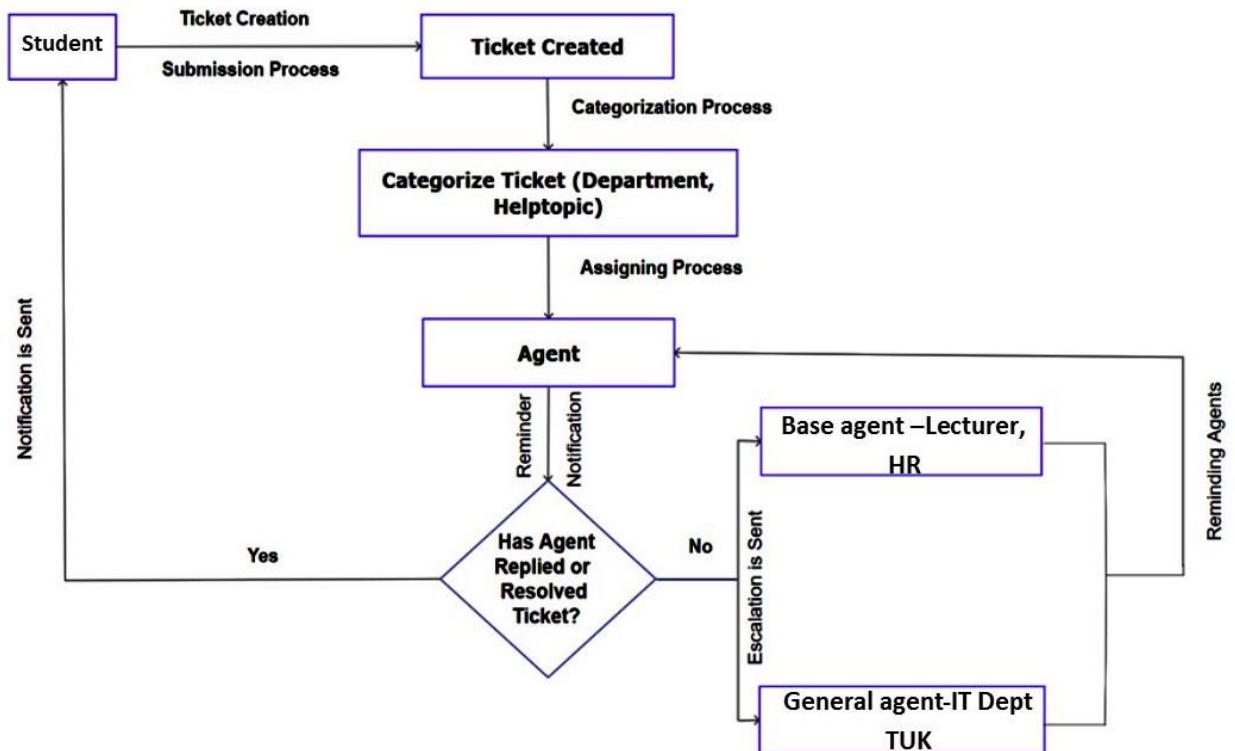 Ticket Creation
Student
Submission Process
Ticket Created
Categorization Process
Categorize Ticket (Department,
Helptopic)
Assigning Process
Agent
Notification is Sent
Reminder
Notification
Has Agent
Replied or
Resolved
Ticket?
Yes
No
Escalation is Sent
Base agent –Lecturer,
HR
General agent-IT Dept
TUK
Reminding Agents